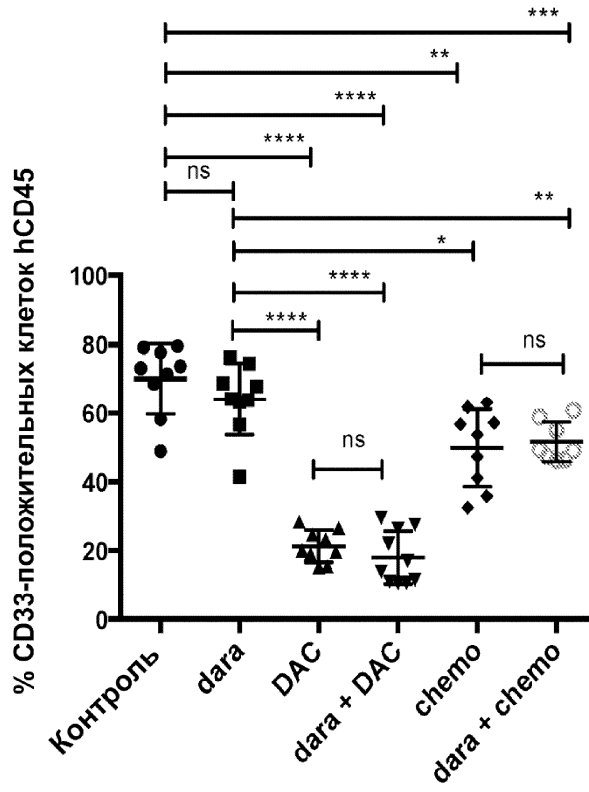 ***
**
****
****
ns
**
*
****
****
ns
ns
% CD33-положительных клеток hCD45
100
80
60
40
20
0
Контроль
dara
DAC
dara + DAC
chemo
dara + chemo